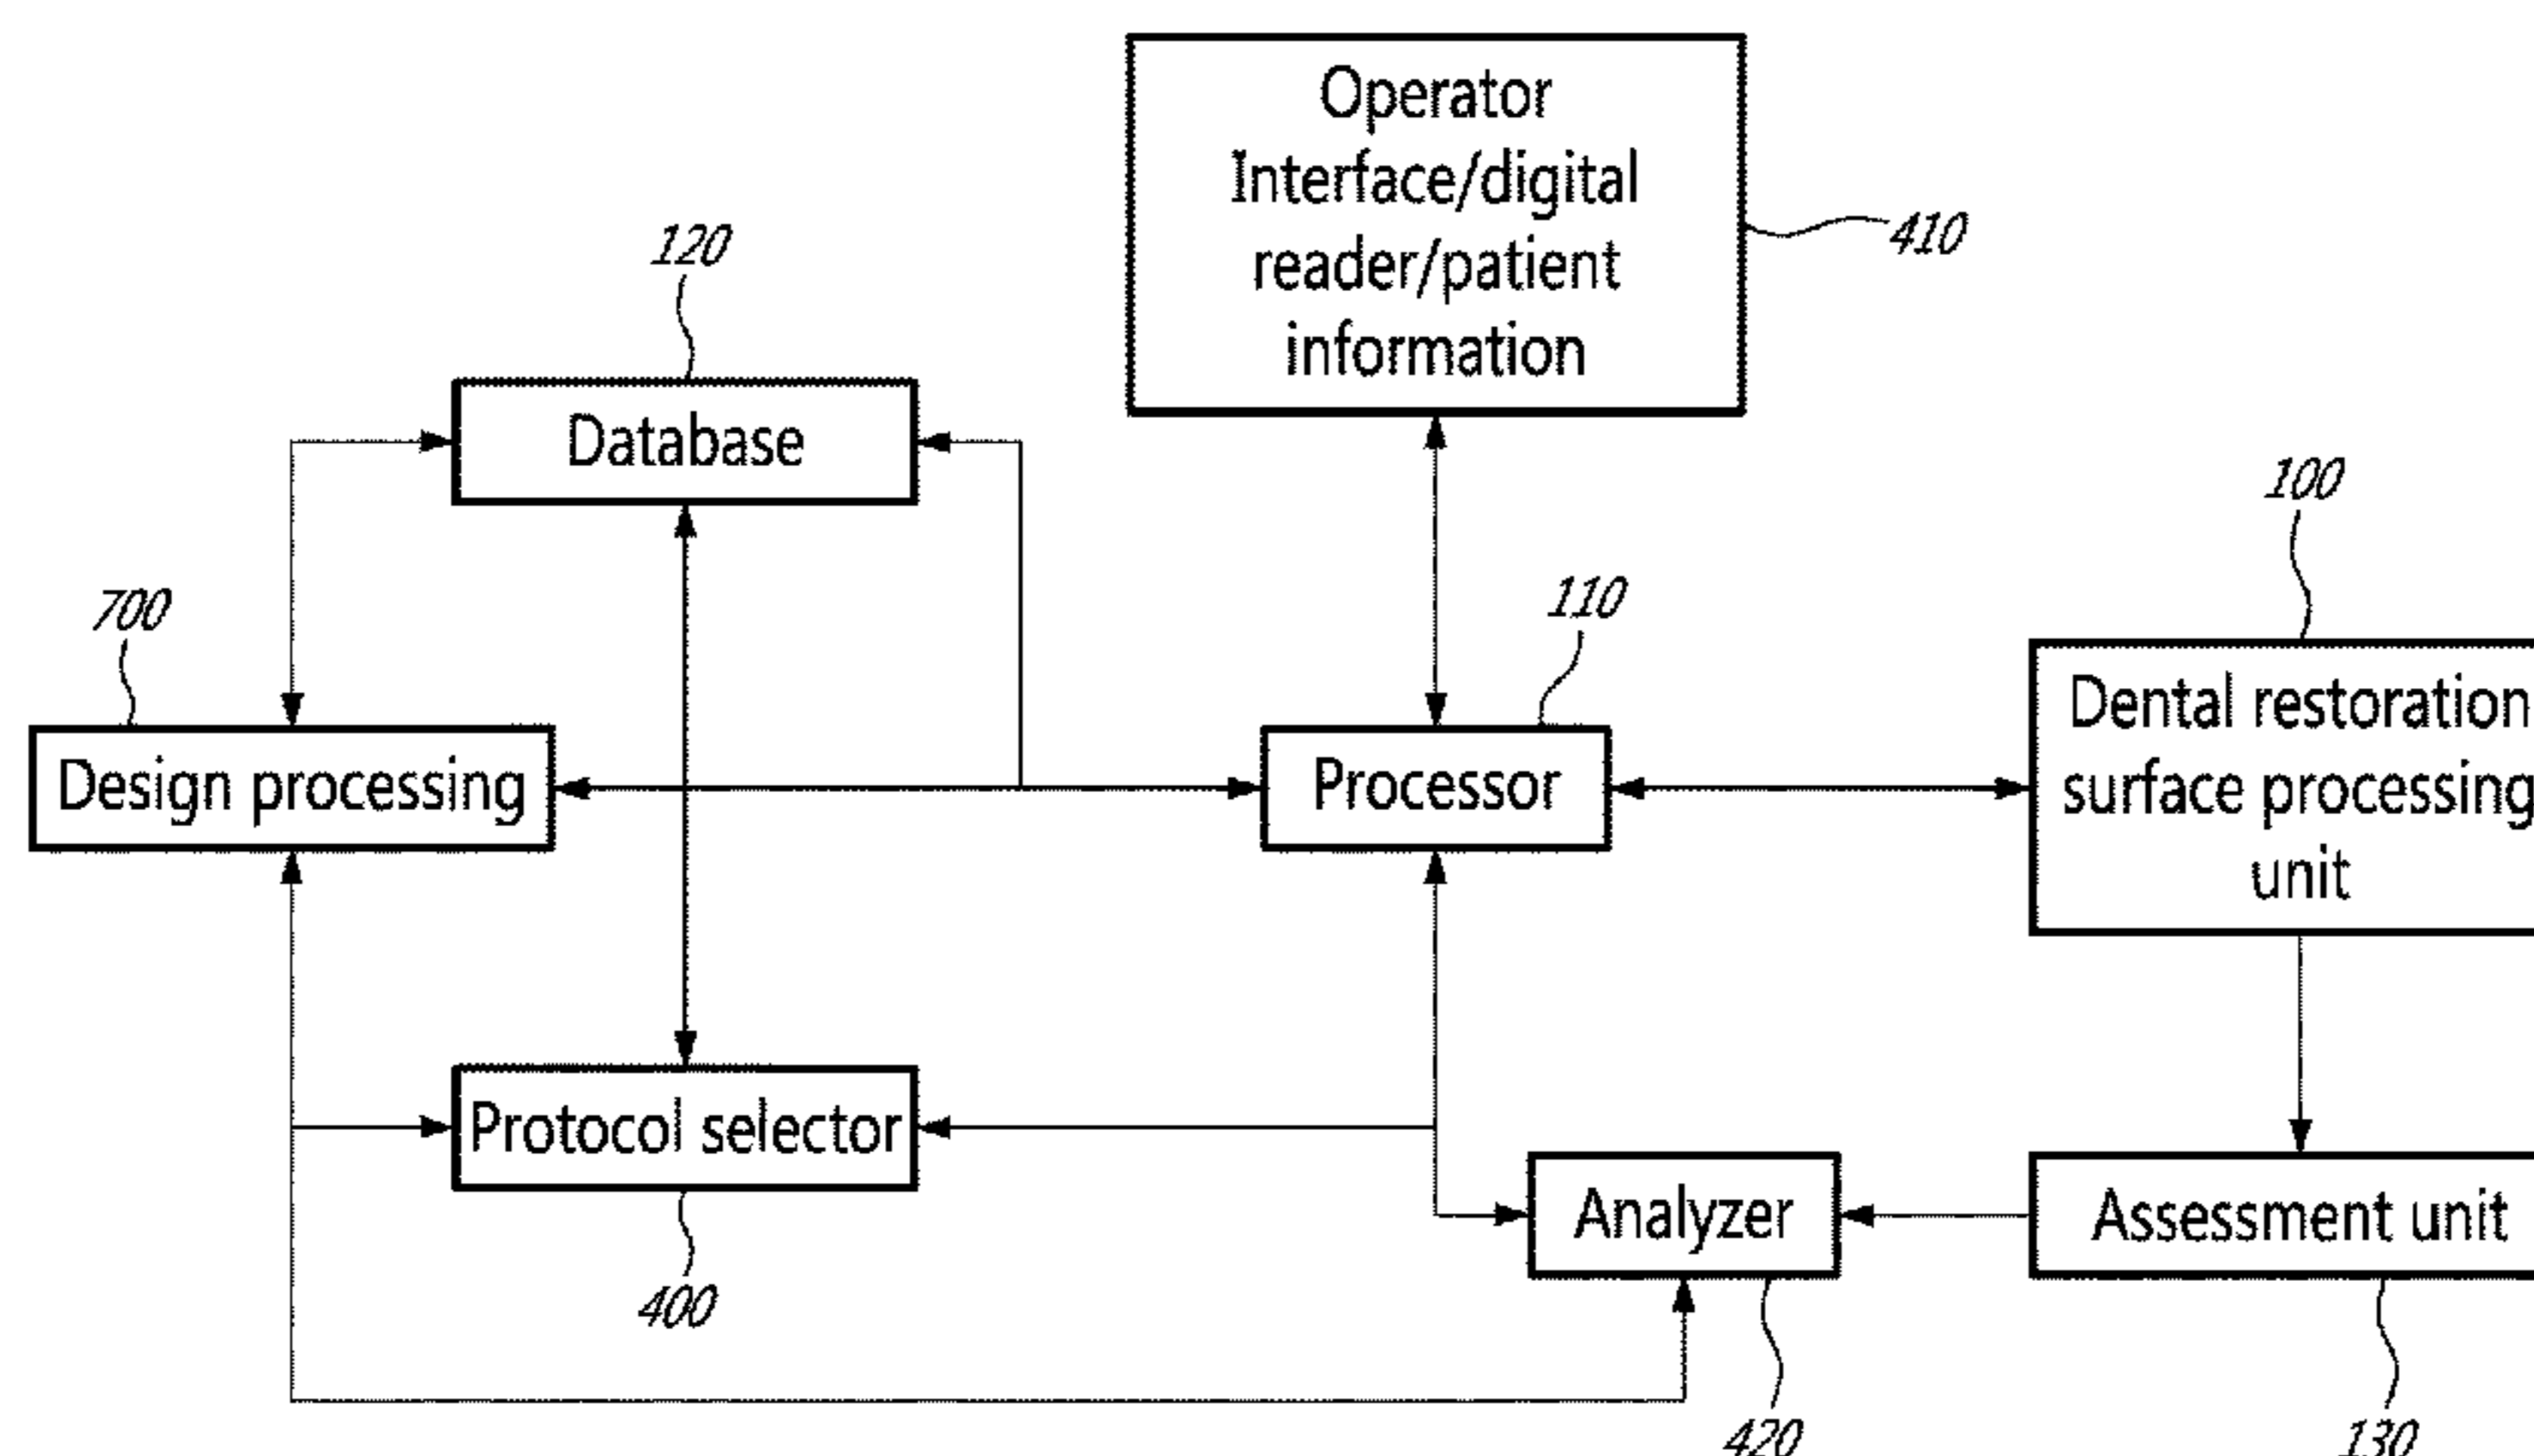 Operator
Interface/digital
reader/patient
information
410
120
Database
100
700
110
Design processing
Processor
Dental restoration
surface processing
unit
Protocol selector
Analyzer
Assessment unit
400
420
130